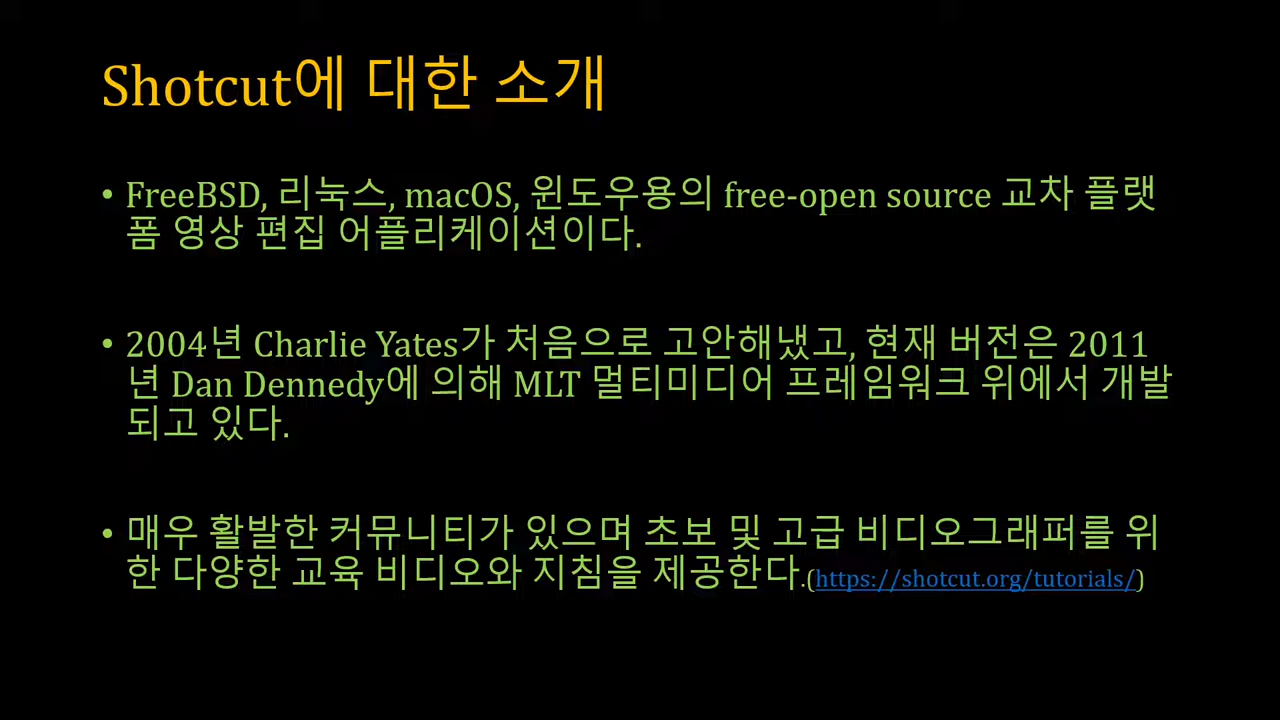 Shotcut에 대한 소개
• FreeBSD, 리눅스, macOS, 윈도우용의 free-open source 교차 플랫
폼 영상 편집 어플리케이션이다.
• 2004년 Charlie Yates가 처음으로 고안해냈고, 현재 버전은 2011
년 Dan Dennedy에 의해 MLT 멀티미디어 프레임워크 위에서 개발
되고 있다.
• 매우 활발한 커뮤니티가 있으며 초보 및 고급 비디오그래퍼를 위
한 다양한 교육 비디오와 지침을 제공한다.(https://shotcut.org/tutorials/)